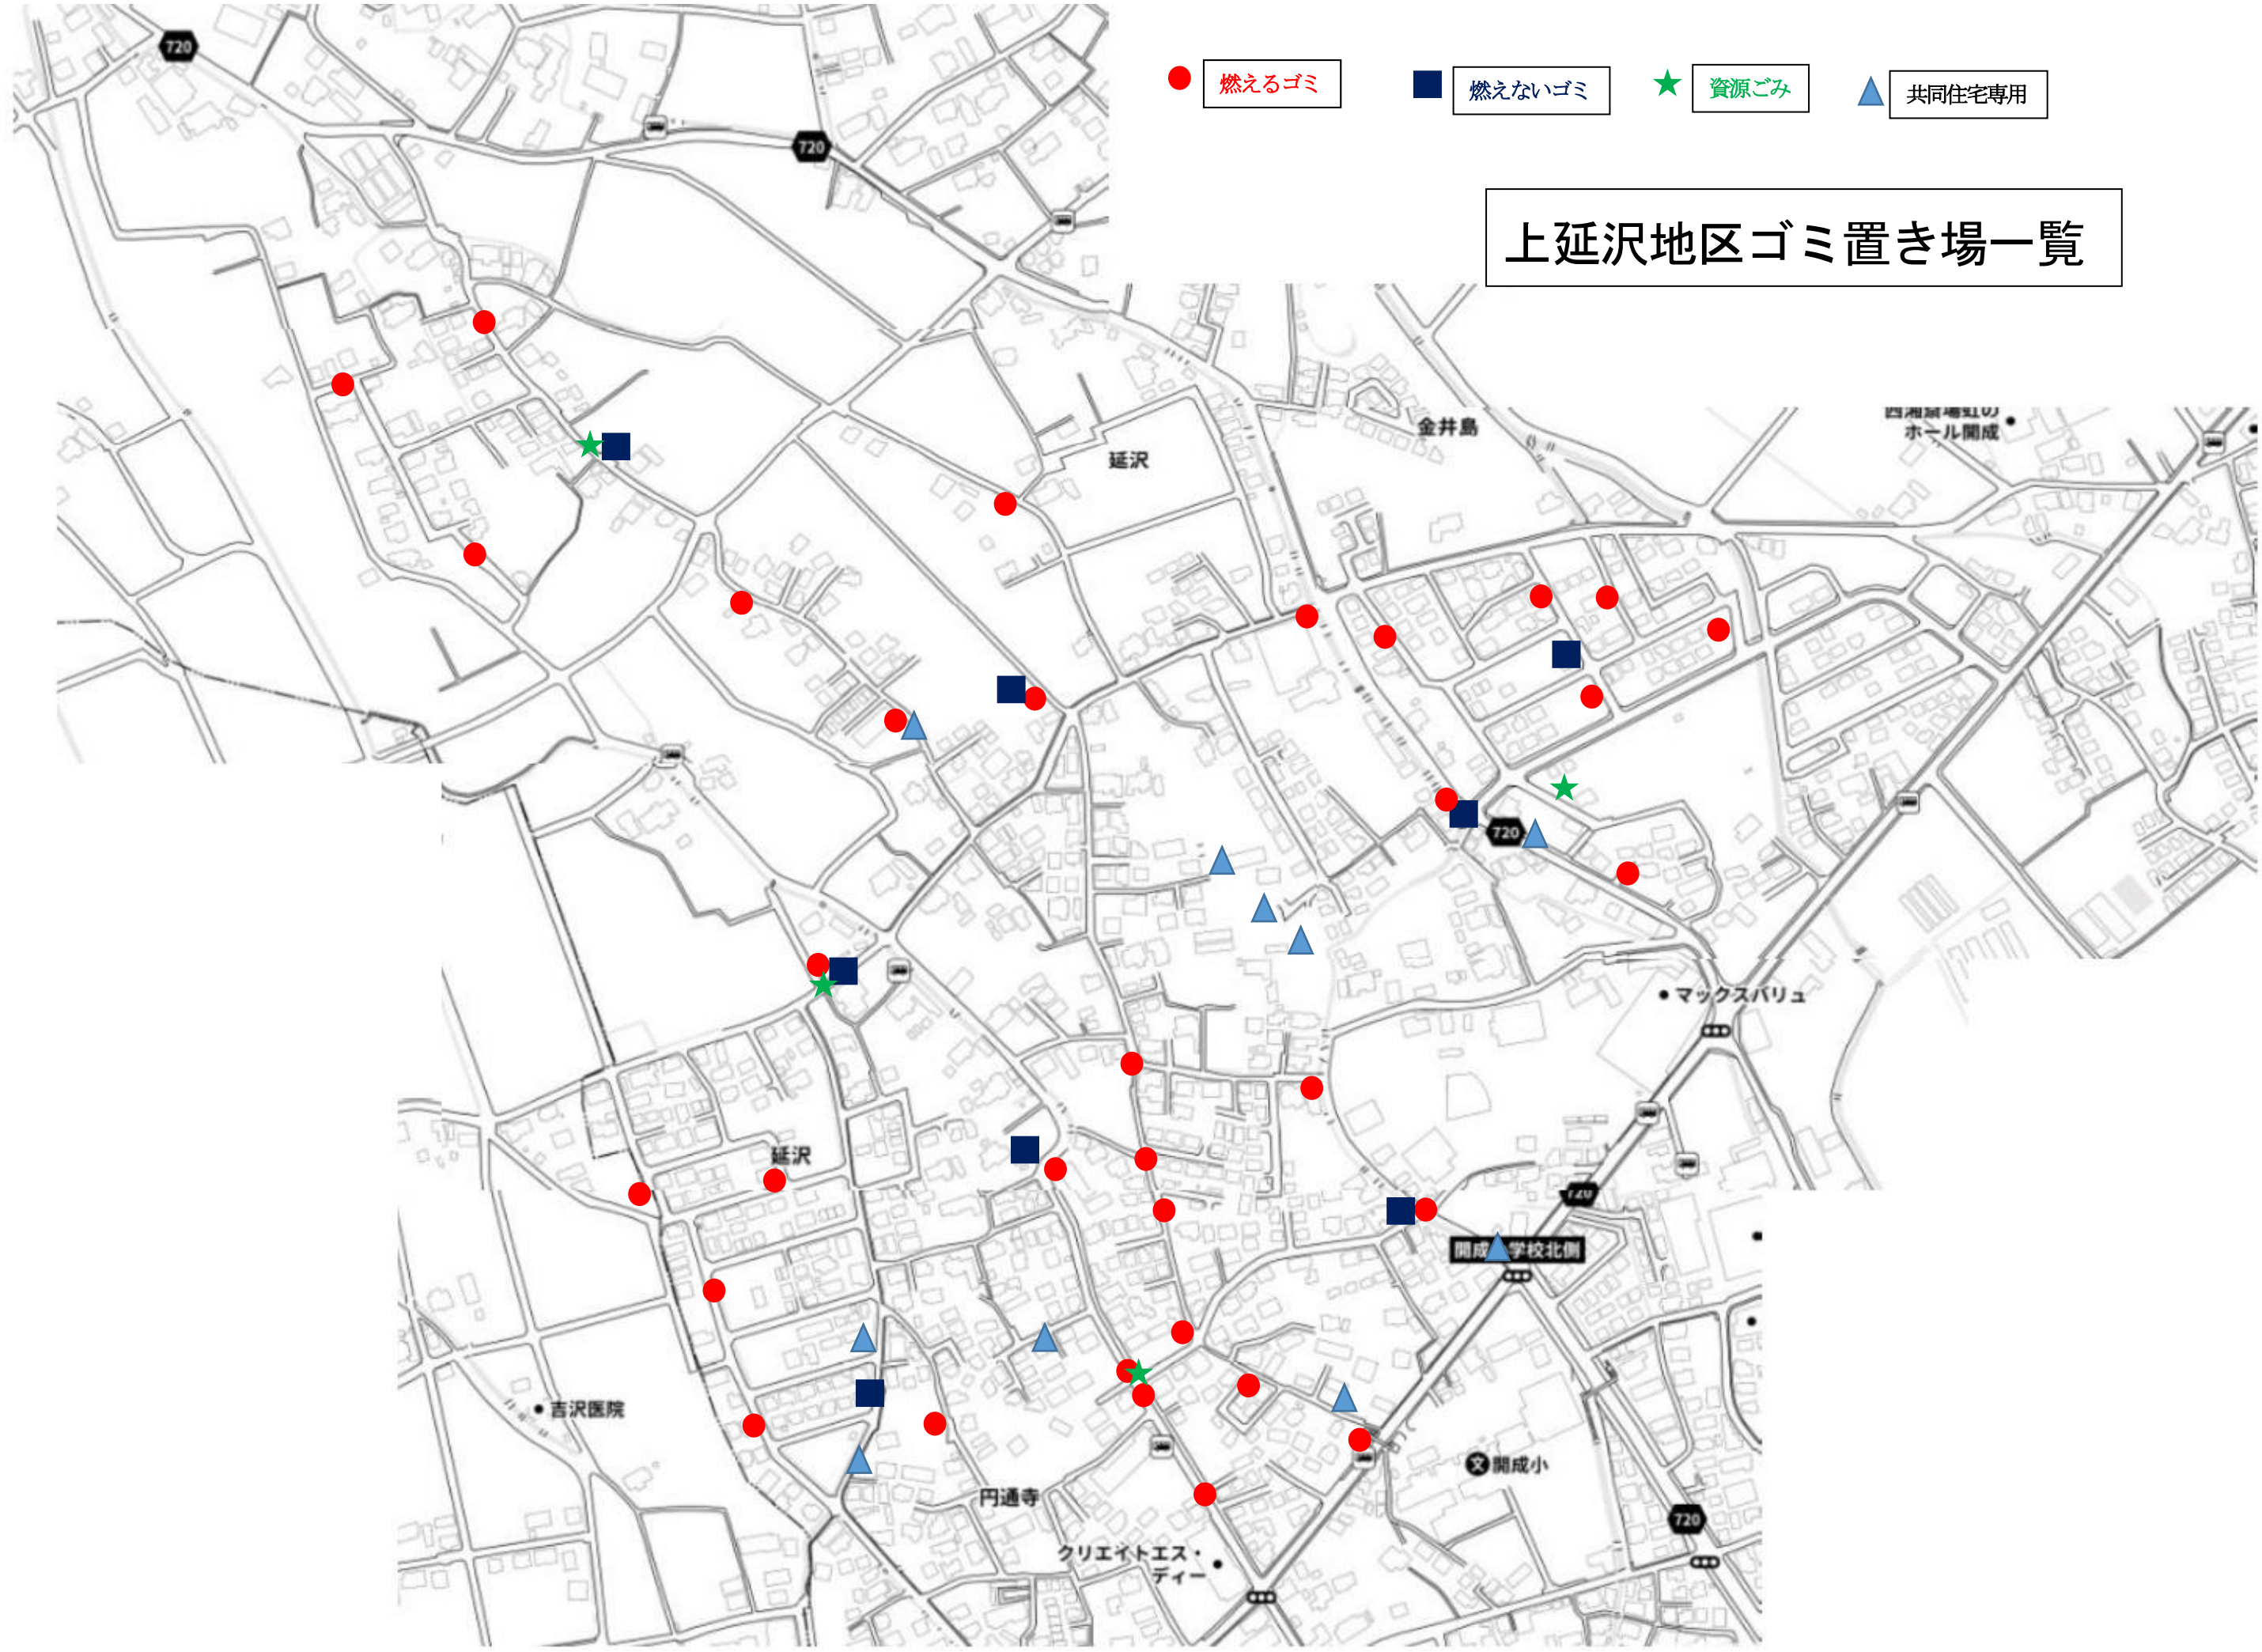 720
燃えるゴミ
燃えないゴミ
資源ごみ
共同住宅専用
720
上延沢地区ゴミ置き場一覧
金井島
ホール開成
延沢
720
マックスバリュ
延沢
720
開成
学校北側
吉沢医院
文
開成小
円通寺
720
クリエイトエス・
ディー